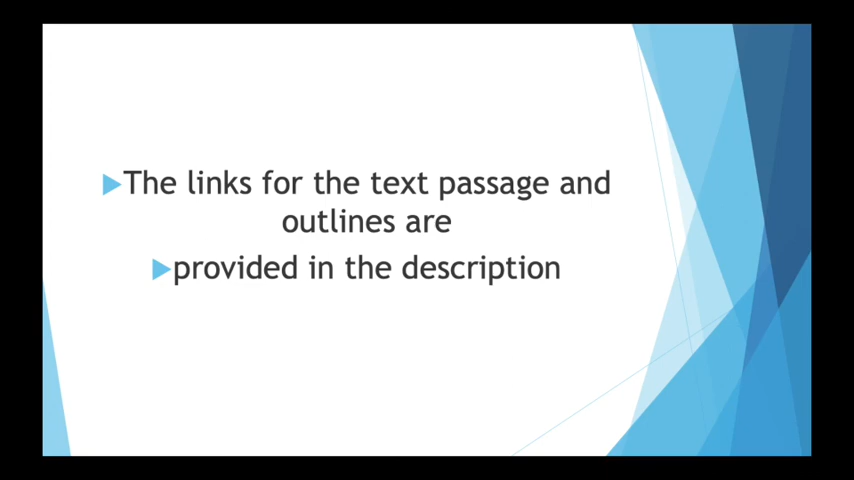 The links for the text passage and
outlines are
provided in the description